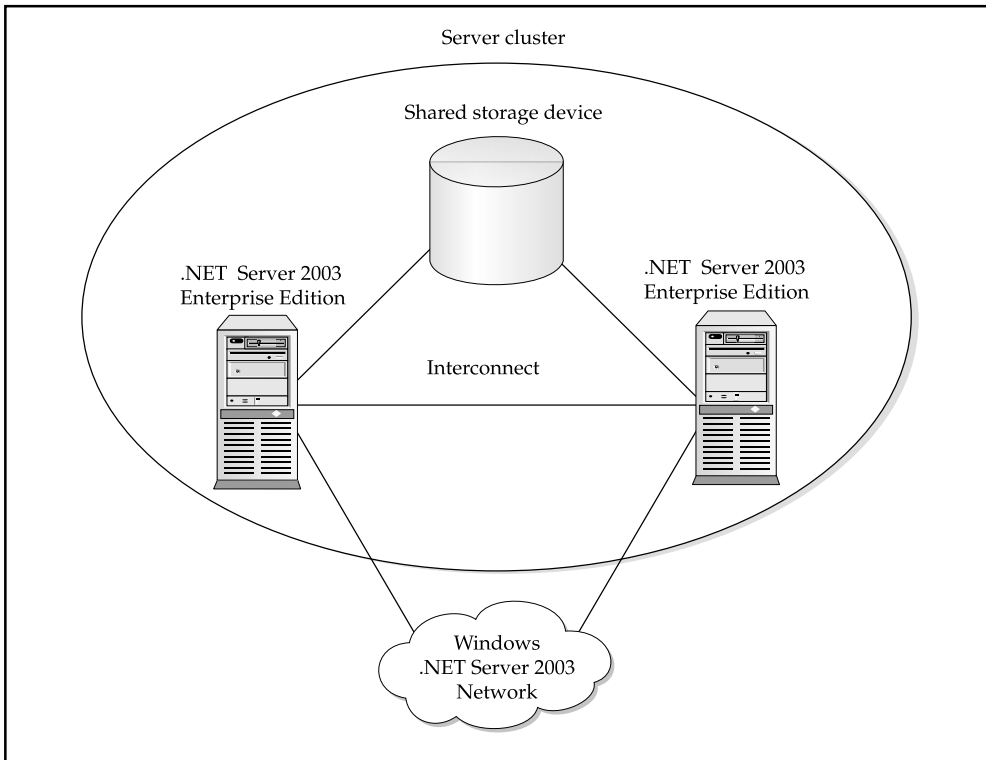 Server cluster
Shared storage device
.NET Server 2003
Enterprise Edition
.NET Server 2003
Enterprise Edition
Interconnect
Windows
.NET Server 2003
Network